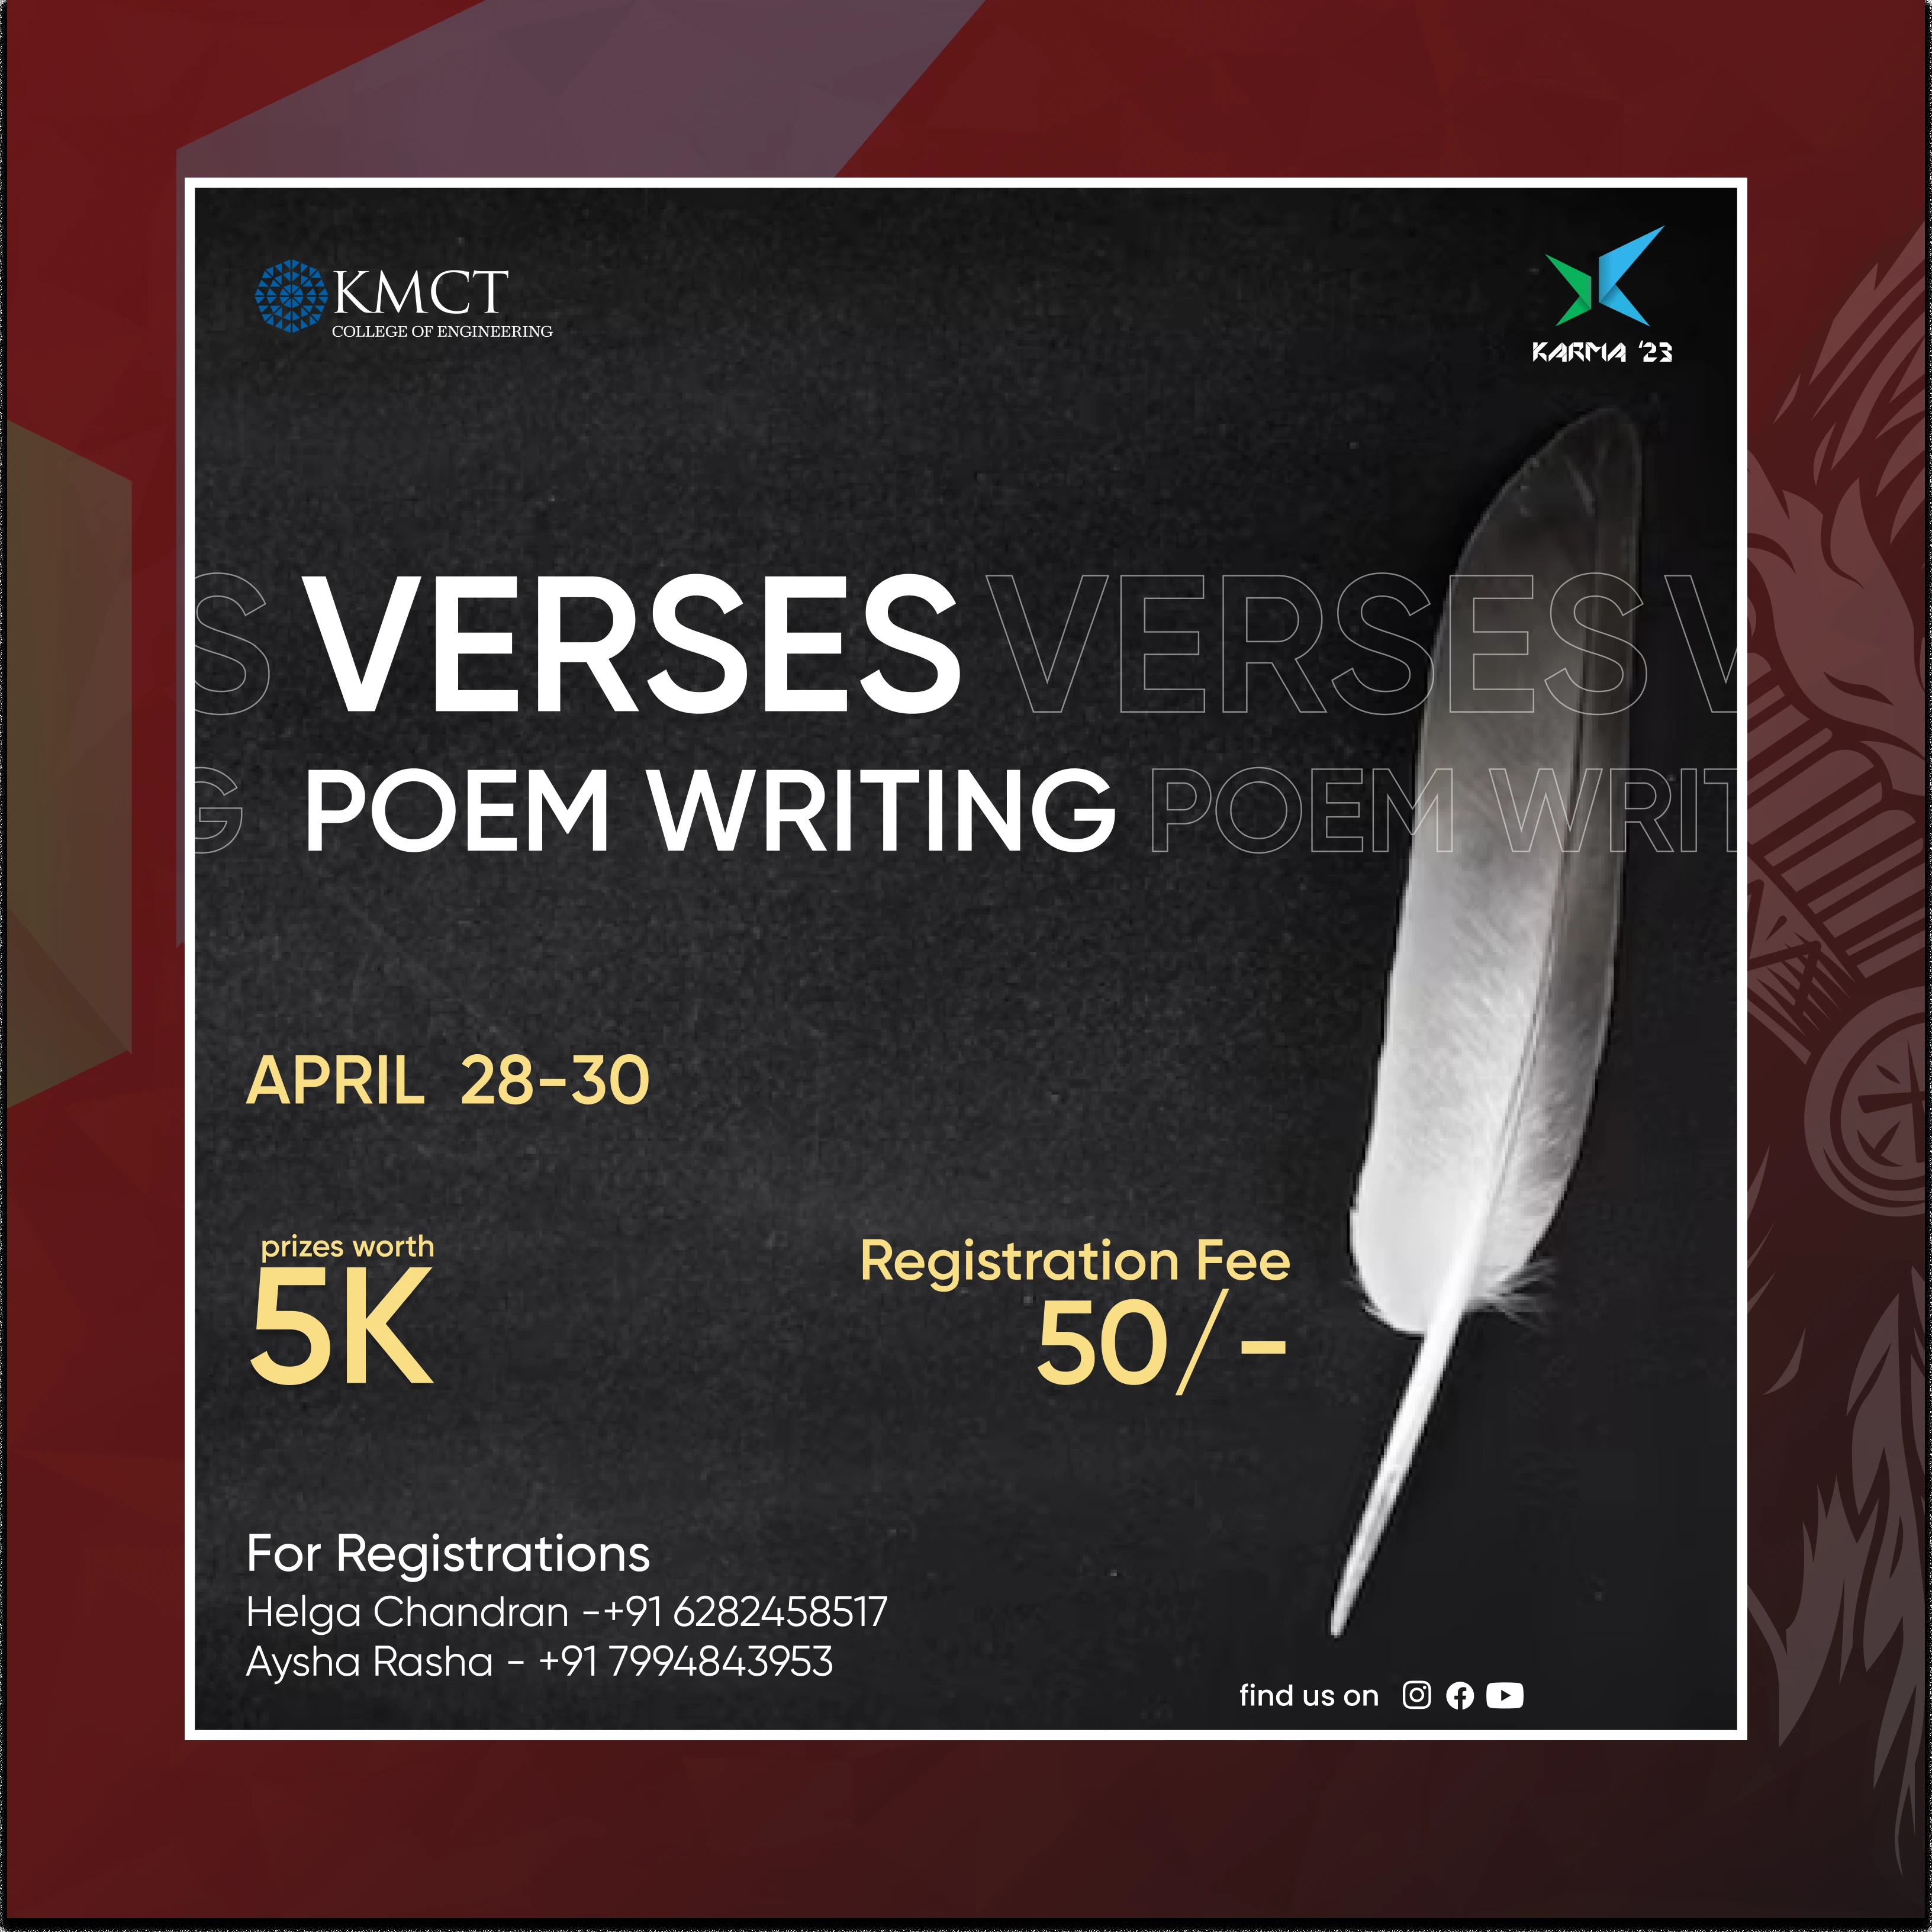 KMCT
COLLEGE OF ENGINEERING
KARMA '23
S VERSES VERSES V
G POEM WRITING POEM WRIT
APRIL 28-30
prizes worth
5K
Registration Fee
50/-
For Registrations
Helga Chandran -+91 6282458517
Aysha Rasha - +91 7994843953
find us on